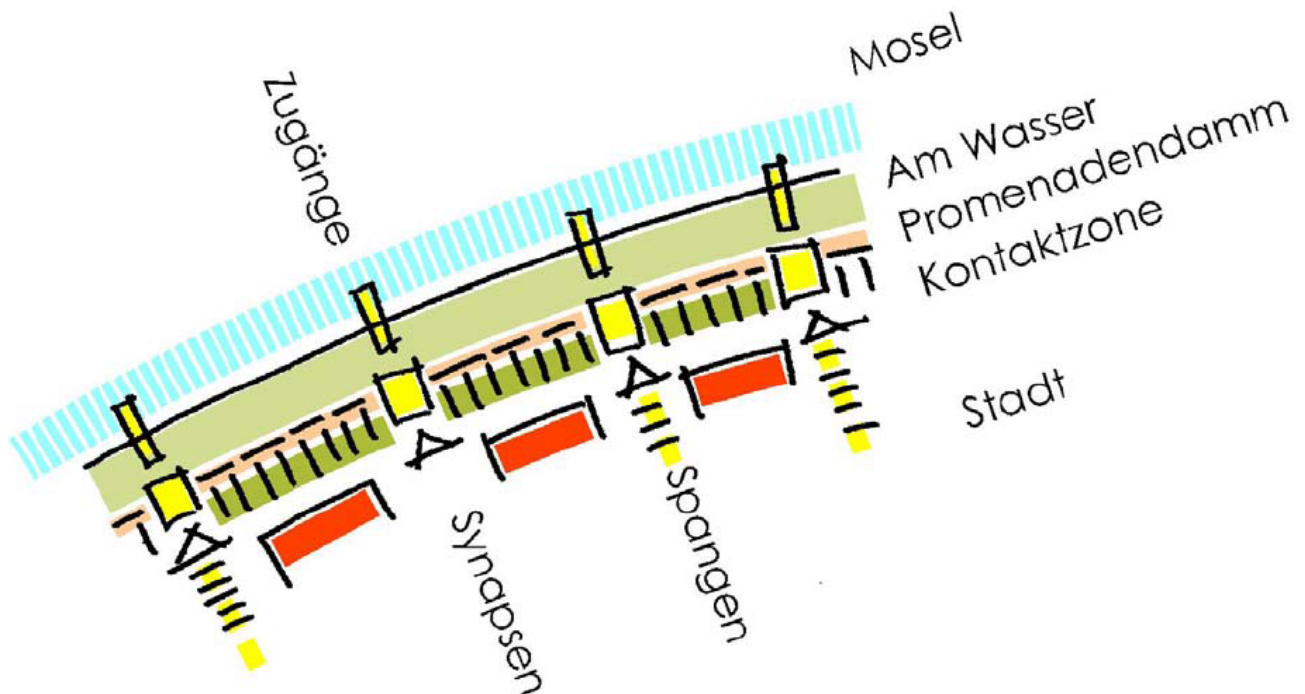 Mosel
Zugänge
Am Wasser
Promenadendamm
Kontaktzone
Stadt
Synapsen
Spangen